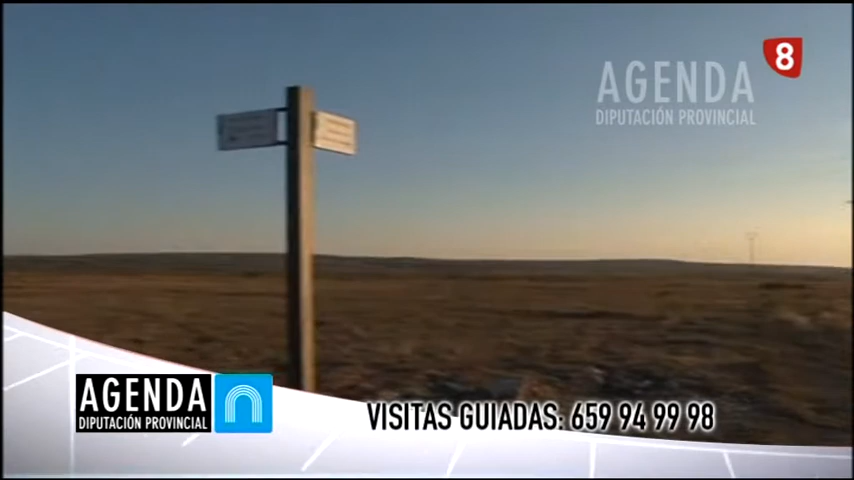 8
AGENDA
DIPUTACIÓN PROVINCIAL
AGENDA
DIPUTACIÓN PROVINCIAL
VISITAS GUIADAS: 659 94 99 98